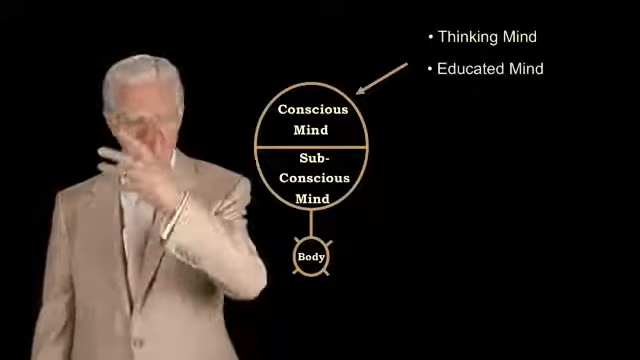 • Thinking Mind
• Educated Mind
Conscious
Mind
Sub-
Conscious
Mind
Body